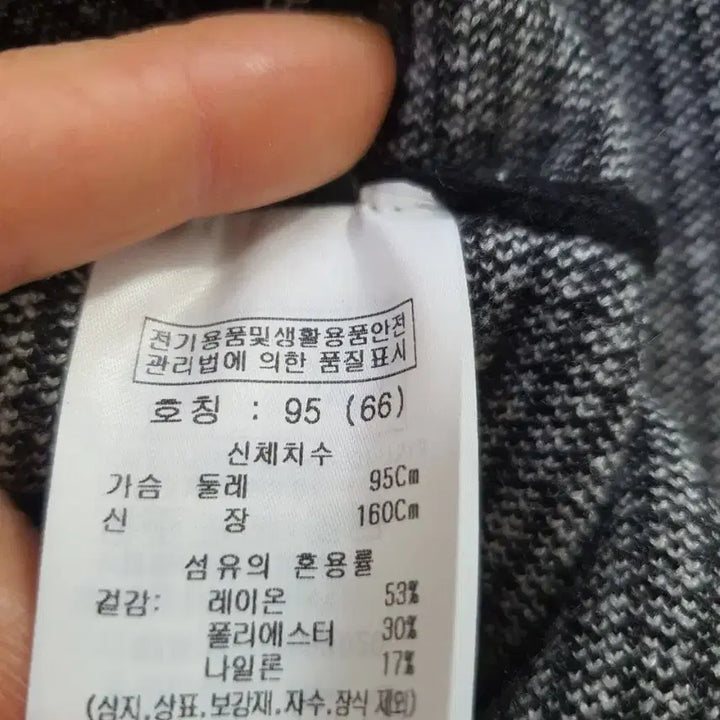 전기용품및생활용품안전
관리법에 의한 품질표시
호칭 : 95 (66)
신체치수
가슴 둘레 95Cm
신 장 160Cm
섬유의 혼용률
겉감: 레이온 53%
폴리에스터 30%
나일론 17%
(심지,상표,보강재,자수,장식 제외)